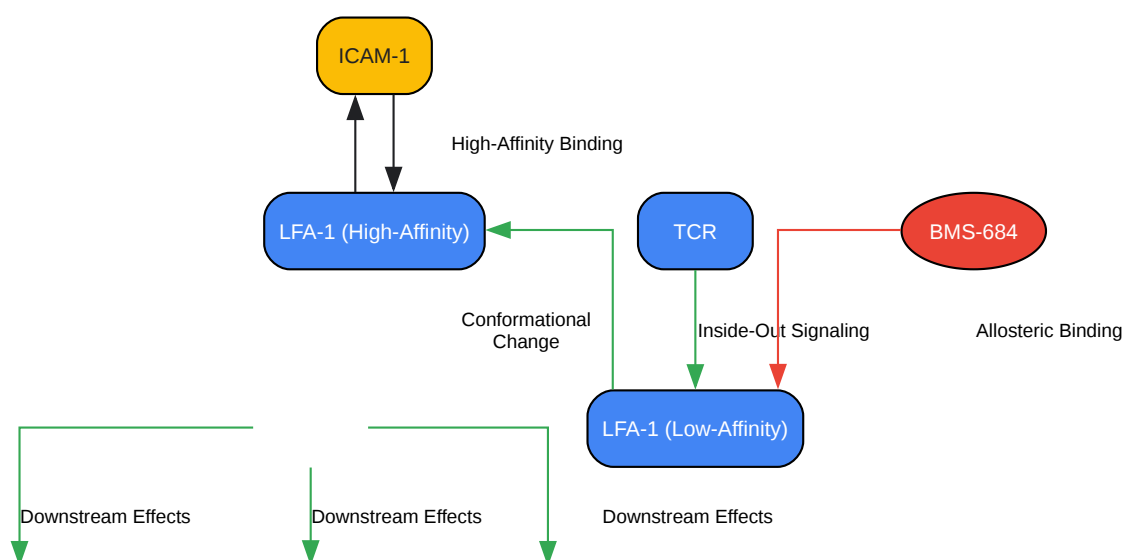 ICAM-1
High-Affinity Binding
LFA-1 (High-Affinity)
TCR
BMS-684
Conformational
Change
Inside-Out Signaling
Allosteric Binding
LFA-1 (Low-Affinity)
Downstream Effects
Downstream Effects
Downstream Effects